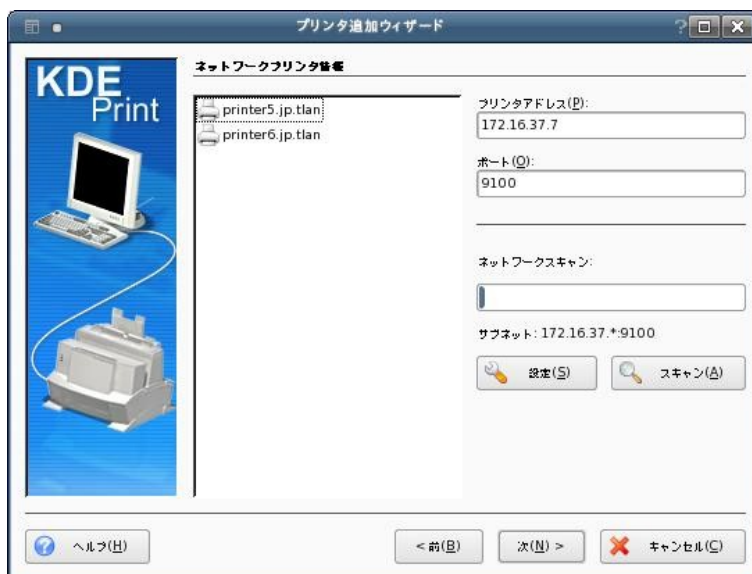 プリンタ追加ウィザード
KDE
Print
ネットワークプリンタ情報
printer5.jp.tlan
printer6.jp.tlan
プリンタアドレス(P):
172.16.37.7
ポート(O):
9100
ネットワークスキャン:
サブネット: 172.16.37.*:9100
設定(S)
スキャン(A)
ヘルプ(H)
< 前(B)
次(N) >
キャンセル(C)